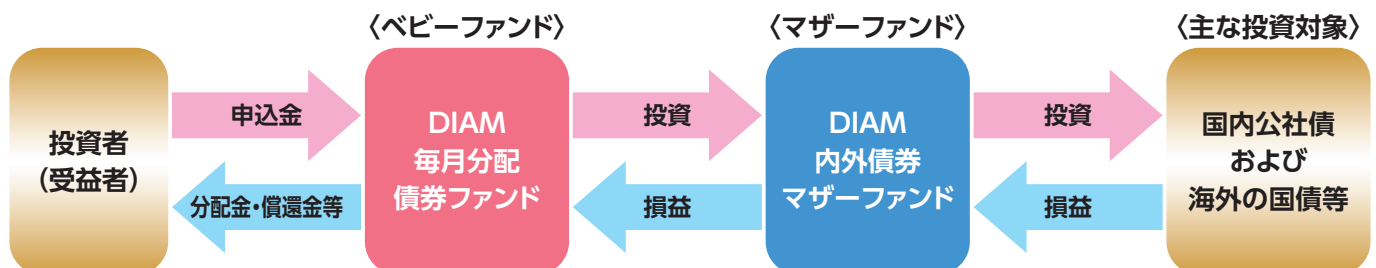 〈ベビーファンド〉
〈マザーファンド〉
〈主な投資対象〉
投資者
(受益者)
申込金
分配金・償還金等
DIAM
毎月分配
債券ファンド
投資
損益
DIAM
内外債券
マザーファンド
投資
損益
国内公社債
および
海外の国債等